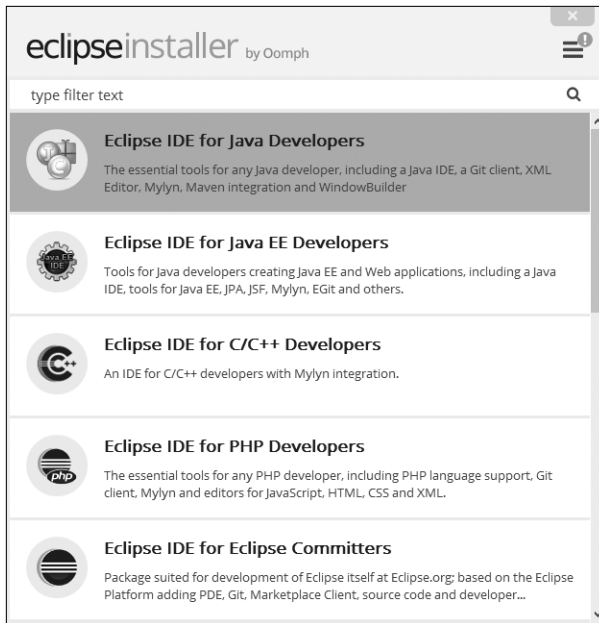 eclipseinstaller by Oomph
type filter text
Eclipse IDE for Java Developers
The essential tools for any Java developer, including a Java IDE, a Git client, XML
Editor, Mylyn, Maven integration and WindowBuilder
Java EE
IDE
Eclipse IDE for Java EE Developers
Tools for Java developers creating Java EE and Web applications, including a Java
IDE, tools for Java EE, JPA, JSF, Mylyn, EGit and others.
C++
Eclipse IDE for C/C++ Developers
An IDE for C/C++ developers with Mylyn integration.
php
Eclipse IDE for PHP Developers
The essential tools for any PHP developer, including PHP language support, Git
client, Mylyn and editors for JavaScript, HTML, CSS and XML.
Eclipse IDE for Eclipse Committers
Package suited for development of Eclipse itself at Eclipse.org; based on the Eclipse
Platform adding PDE, Git, Marketplace Client, source code and developer...